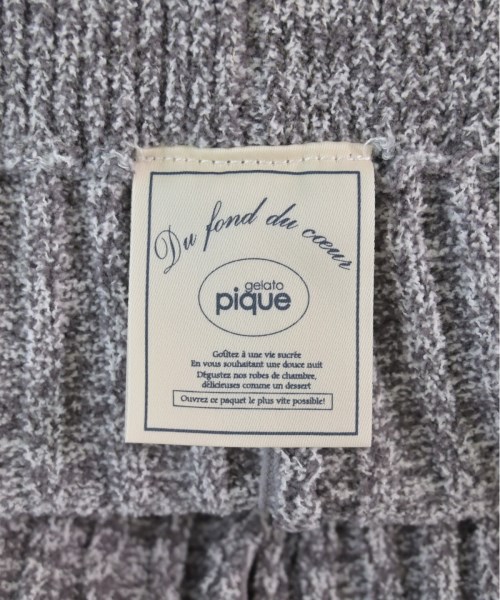 Du fond du cœur
gelato
pique
Goûtez à une vie sucrée
En vous souhaitant une douce nuit
Dégustez nos robes de chambre,
délicieuses comme un dessert
Ouvrez ce paquet le plus vite possible!